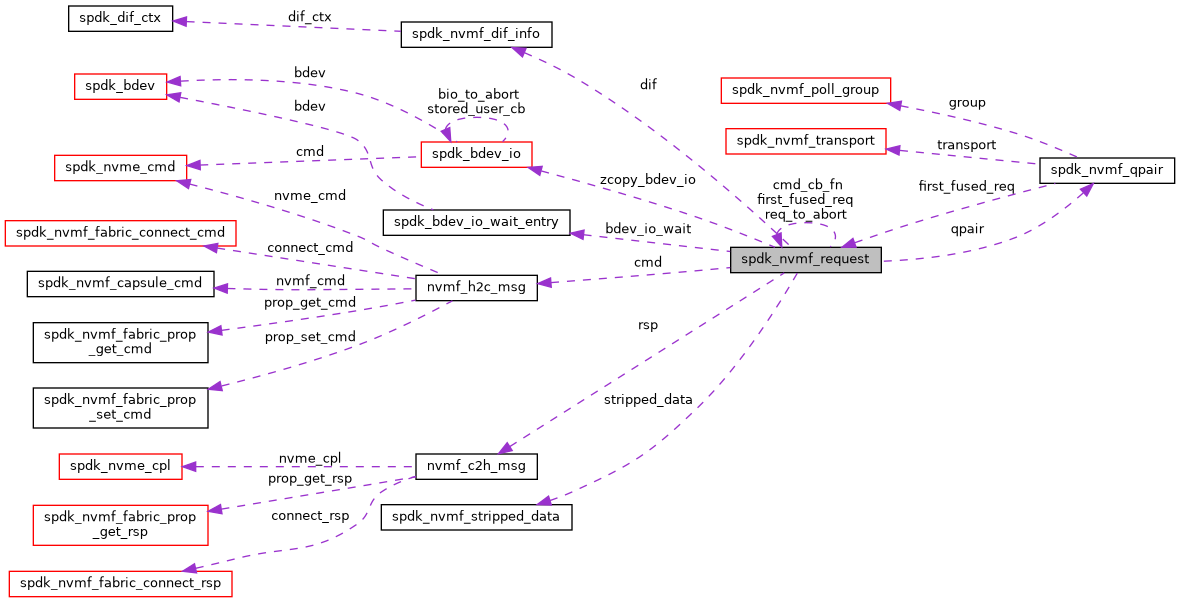 spdk_dif_ctx
dif_ctx
spdk_nvmf_dif_info
spdk_bdev
bdev
bdev
bio_to_abort
stored_user_cb
dif
spdk_nvmf_poll_group
group
spdk_nvmf_transport
transport
spdk_nvme_cmd
cmd
spdk_bdev_io
zcopy_bdev_io
cmd_cb_fn
first_fused_req
req_to_abort
first_fused_req
spdk_nvmf_qpair
nvme_cmd
spdk_bdev_io_wait_entry
bdev_io_wait
qpair
spdk_nvmf_fabric_connect_cmd
connect_cmd
cmd
spdk_nvmf_request
spdk_nvmf_capsule_cmd
nvmf_cmd
nvmf_h2c_msg
prop_get_cmd
spdk_nvmf_fabric_prop
_get_cmd
prop_set_cmd
rsp
spdk_nvmf_fabric_prop
_set_cmd
stripped_data
spdk_nvme_cpl
nvme_cpl
nvmf_c2h_msg
prop_get_rsp
spdk_nvmf_fabric_prop
_get_rsp
connect_rsp
spdk_nvmf_stripped_data
spdk_nvmf_fabric_connect_rsp